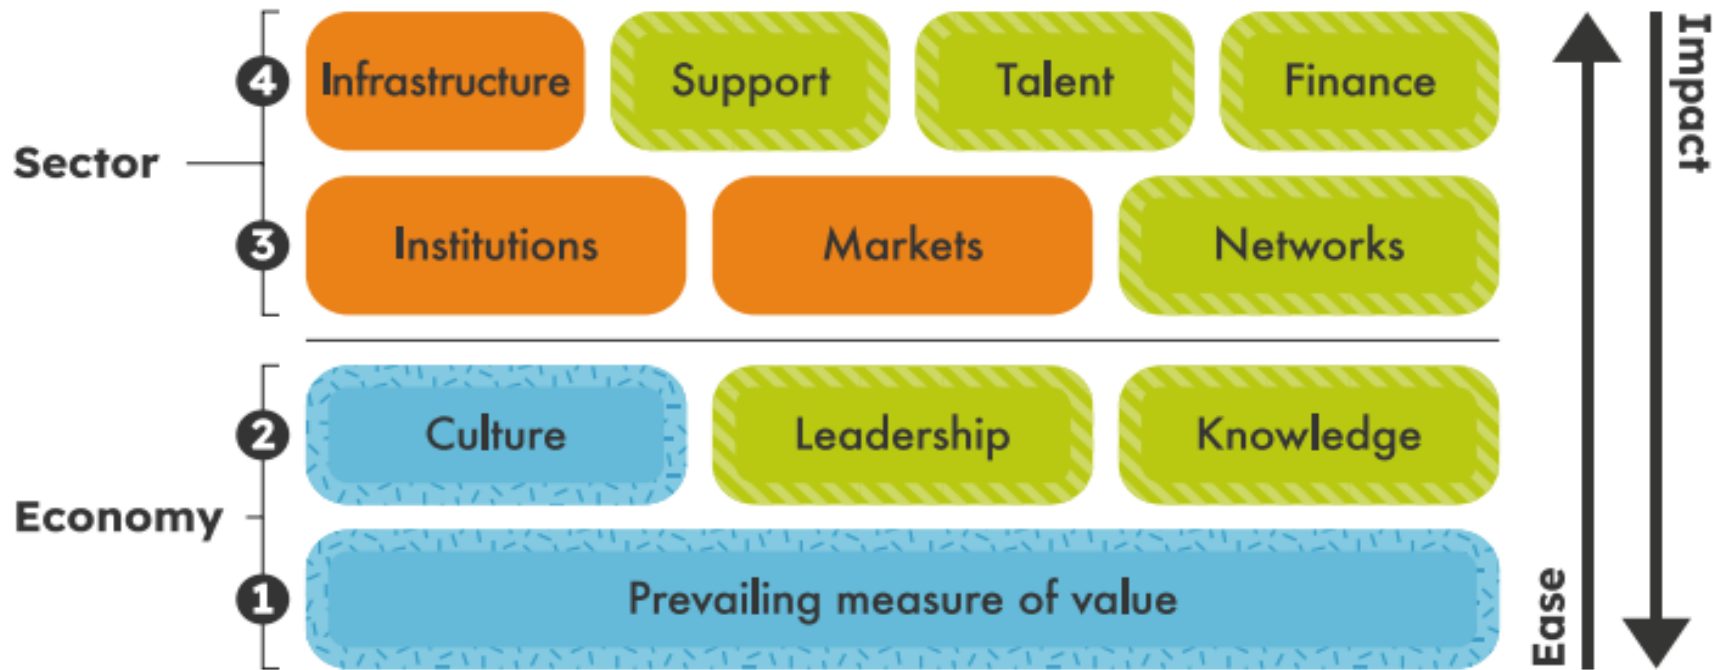 4
Infrastructure
Support
Talent
Finance
Sector
3
Institutions
Markets
Networks
2
Culture
Leadership
Knowledge
Economy
1
Prevailing measure of value
Ease
Impact